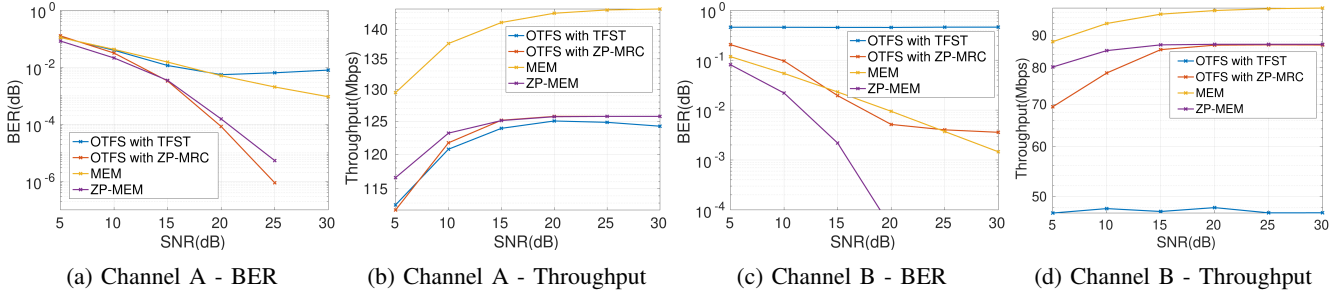 10^0
10^-2
10^-4
10^-6
BER(dB)
5 10 15 20 25 30
SNR(dB)
OTFS with TFST
OTFS with ZP-MRC
MEM
ZP-MEM
(a) Channel A - BER
140
135
130
125
120
115
Throughput(Mbps)
5 10 15 20 25 30
SNR(dB)
OTFS with TFST
OTFS with ZP-MRC
MEM
ZP-MEM
(b) Channel A - Throughput
10^0
10^-1
10^-2
10^-3
10^-4
BER(dB)
5 10 15 20 25 30
SNR(dB)
OTFS with TFST
OTFS with ZP-MRC
MEM
ZP-MEM
(c) Channel B - BER
90
80
70
60
50
Throughput(Mbps)
5 10 15 20 25 30
SNR(dB)
OTFS with TFST
OTFS with ZP-MRC
MEM
ZP-MEM
(d) Channel B - Throughput